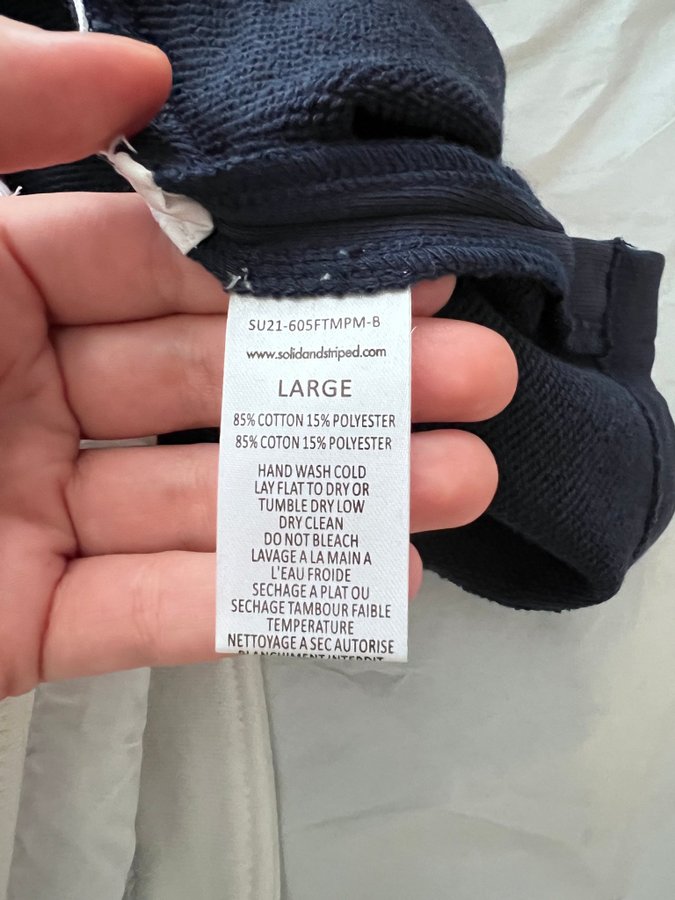 SU21-605FTMPM-B
www.solidandstriped.com
LARGE
85% COTTON 15% POLYESTER
85% COTON 15% POLYESTER
HAND WASH COLD
LAY FLAT TO DRY OR
TUMBLE DRY LOW
DRY CLEAN
DO NOT BLEACH
LAVAGE A LA MAIN A
L'EAU FROIDE
SECHAGE A PLAT OU
SECHAGE TAMBOUR FAIBLE
TEMPERATURE
NETTOYAGE A SEC AUTORISE
BLANCHIMENT INTERDIT